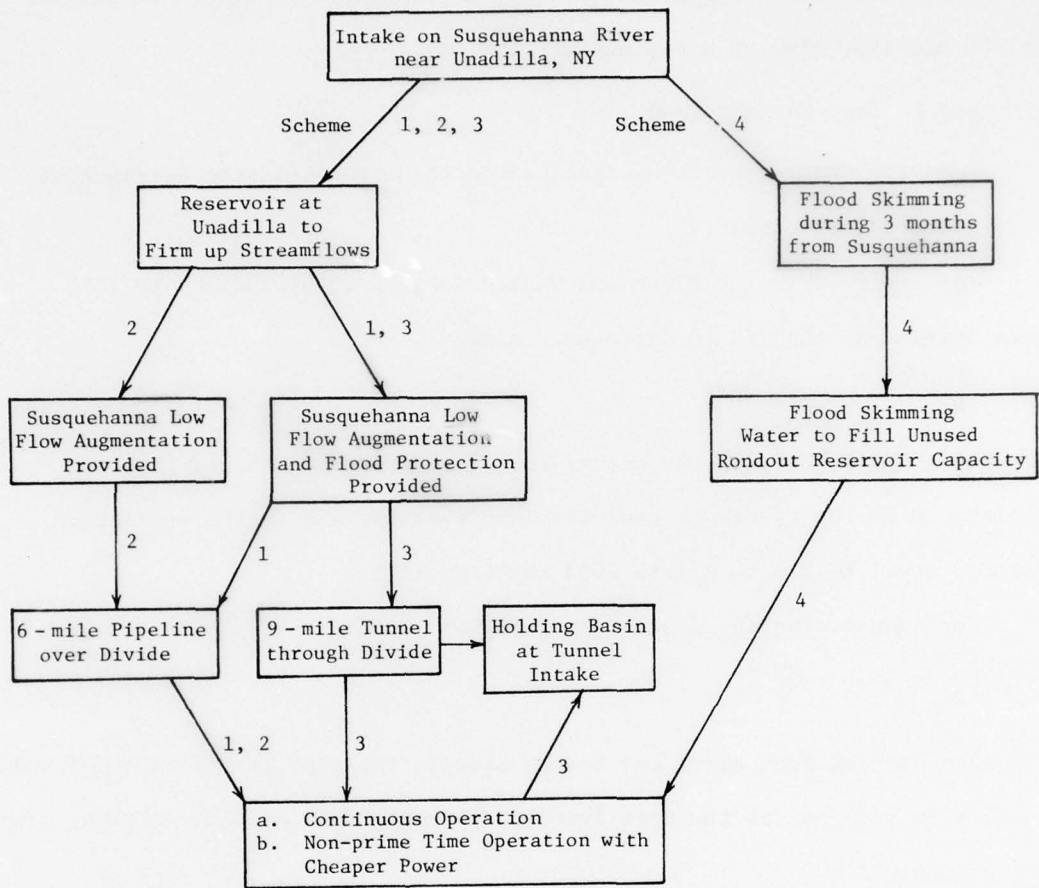 Intake on Susquehanna River
near Unadilla, NY
Scheme
1, 2, 3
Scheme
4
Reservoir at
Unadilla to
Firm up Streamflows
Flood Skimming
during 3 months
from Susquehanna
2
1, 3
4
Susquehanna Low
Flow Augmentation
Provided
Susquehanna Low
Flow Augmentation
and Flood Protection
Provided
Flood Skimming
Water to Fill Unused
Rondout Reservoir Capacity
2
1
3
4
6-mile Pipeline
over Divide
9-mile Tunnel
through Divide
Holding Basin
at Tunnel
Intake
1, 2
3
3
a. Continuous Operation
b. Non-prime Time Operation with
Cheaper Power